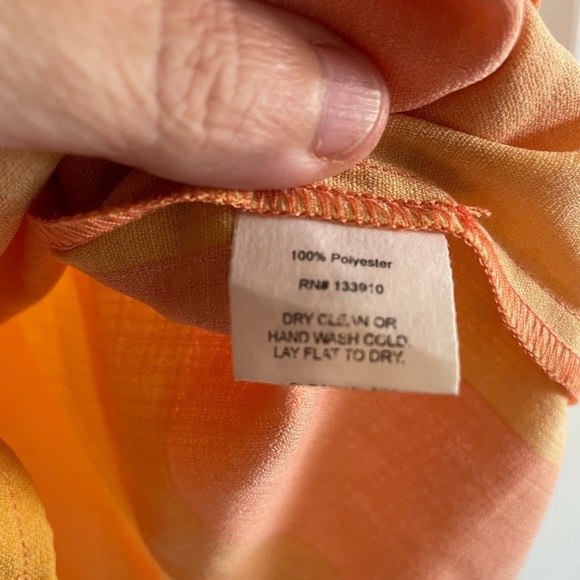 100% Polyester
RN# 133910
DRY CLEAN OR
HAND WASH COLD.
LAY FLAT TO DRY.